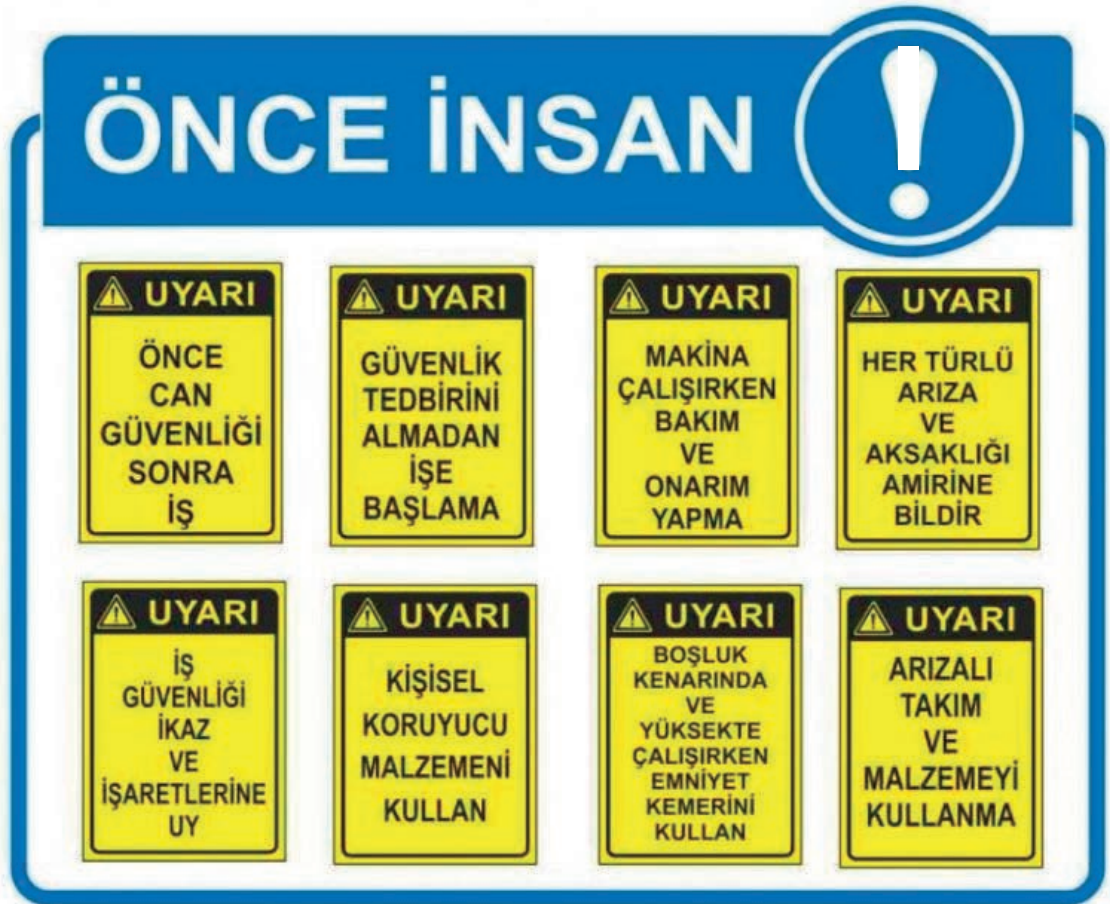 ÖNCE İNSAN !
UYARI
ÖNCE
CAN
GÜVENLİĞİ
SONRA
İŞ
UYARI
GÜVENLİK
TEDBİRİNİ
ALMADAN
İŞE
BAŞLAMA
UYARI
MAKİNA
ÇALIŞIRKEN
BAKIM
VE
ONARIM
YAPMA
UYARI
HER TÜRLÜ
ARIZA
VE
AKSAKLIĞI
AMİRİNE
BİLDİR
UYARI
İŞ
GÜVENLİĞİ
İKAZ
VE
İŞARETLERİNE
UY
UYARI
KİŞİSEL
KORUYUCU
MALZEMENİ
KULLAN
UYARI
BOŞLUK
KENARINDA
VE
YÜKSEKTE
ÇALIŞIRKEN
EMNİYET
KEMERİNİ
KULLAN
UYARI
ARIZALI
TAKIM
VE
MALZEMEYİ
KULLANMA